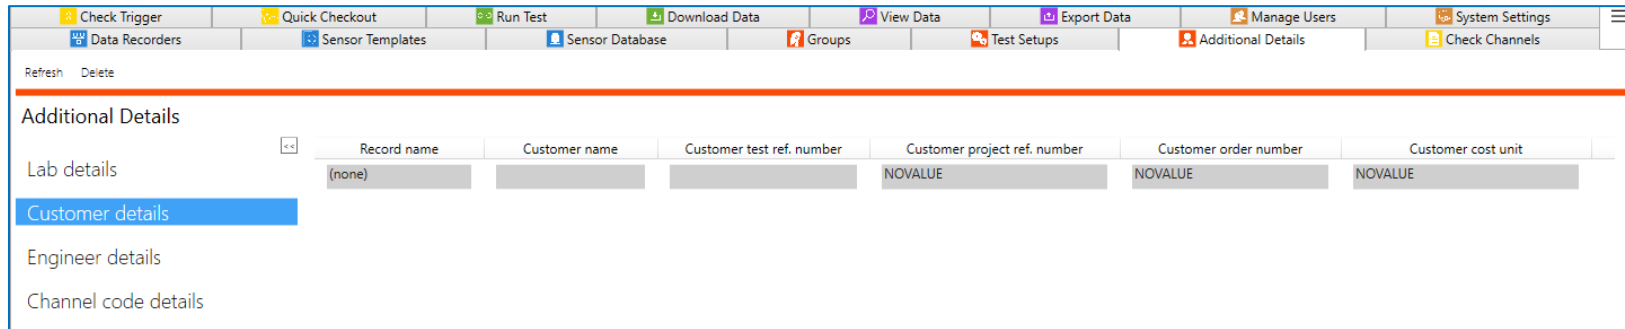 Check Trigger Quick Checkout Run Test Download Data View Data Export Data Manage Users System Settings
Data Recorders Sensor Templates Sensor Database Groups Test Setups Additional Details Check Channels
Refresh Delete
Additional Details
<<
Lab details
Customer details
Engineer details
Channel code details
Record name Customer name Customer test ref. number Customer project ref. number Customer order number Customer cost unit
(none) NOVALUE NOVALUE NOVALUE